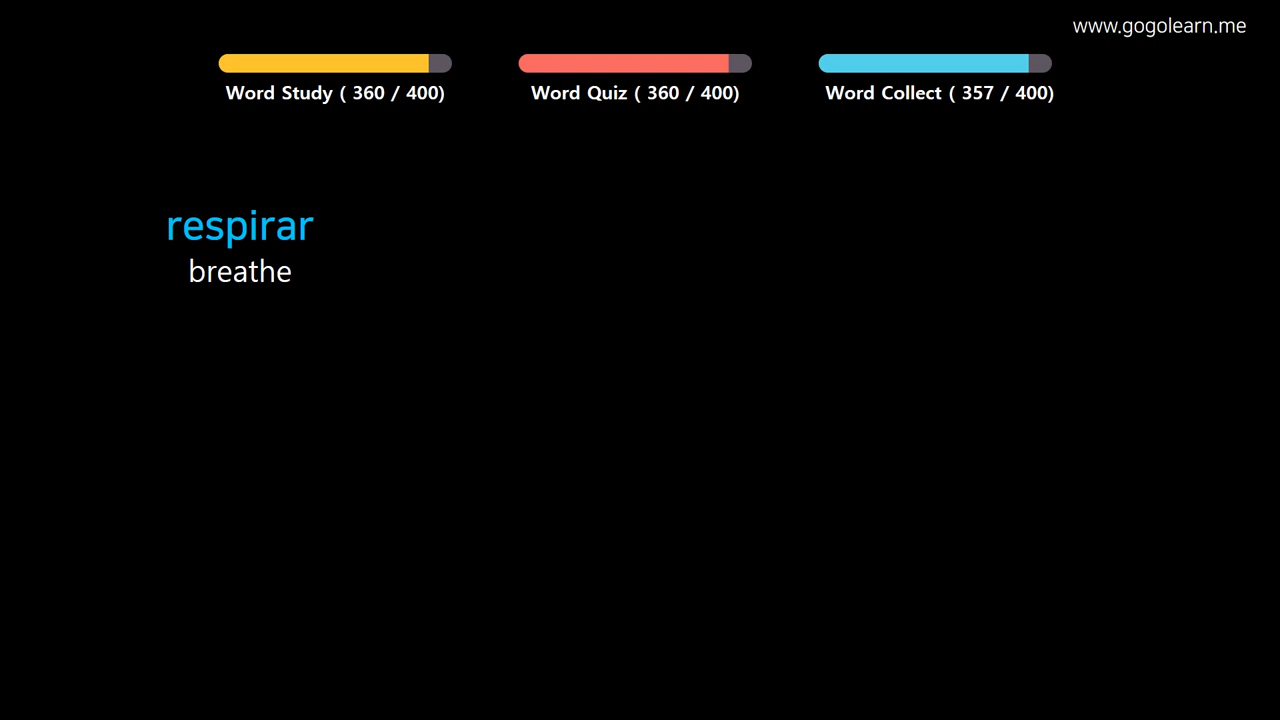 www.gogolearn.me
Word Study ( 360 / 400)
Word Quiz ( 360 / 400)
Word Collect ( 357 / 400)
respirar
breathe